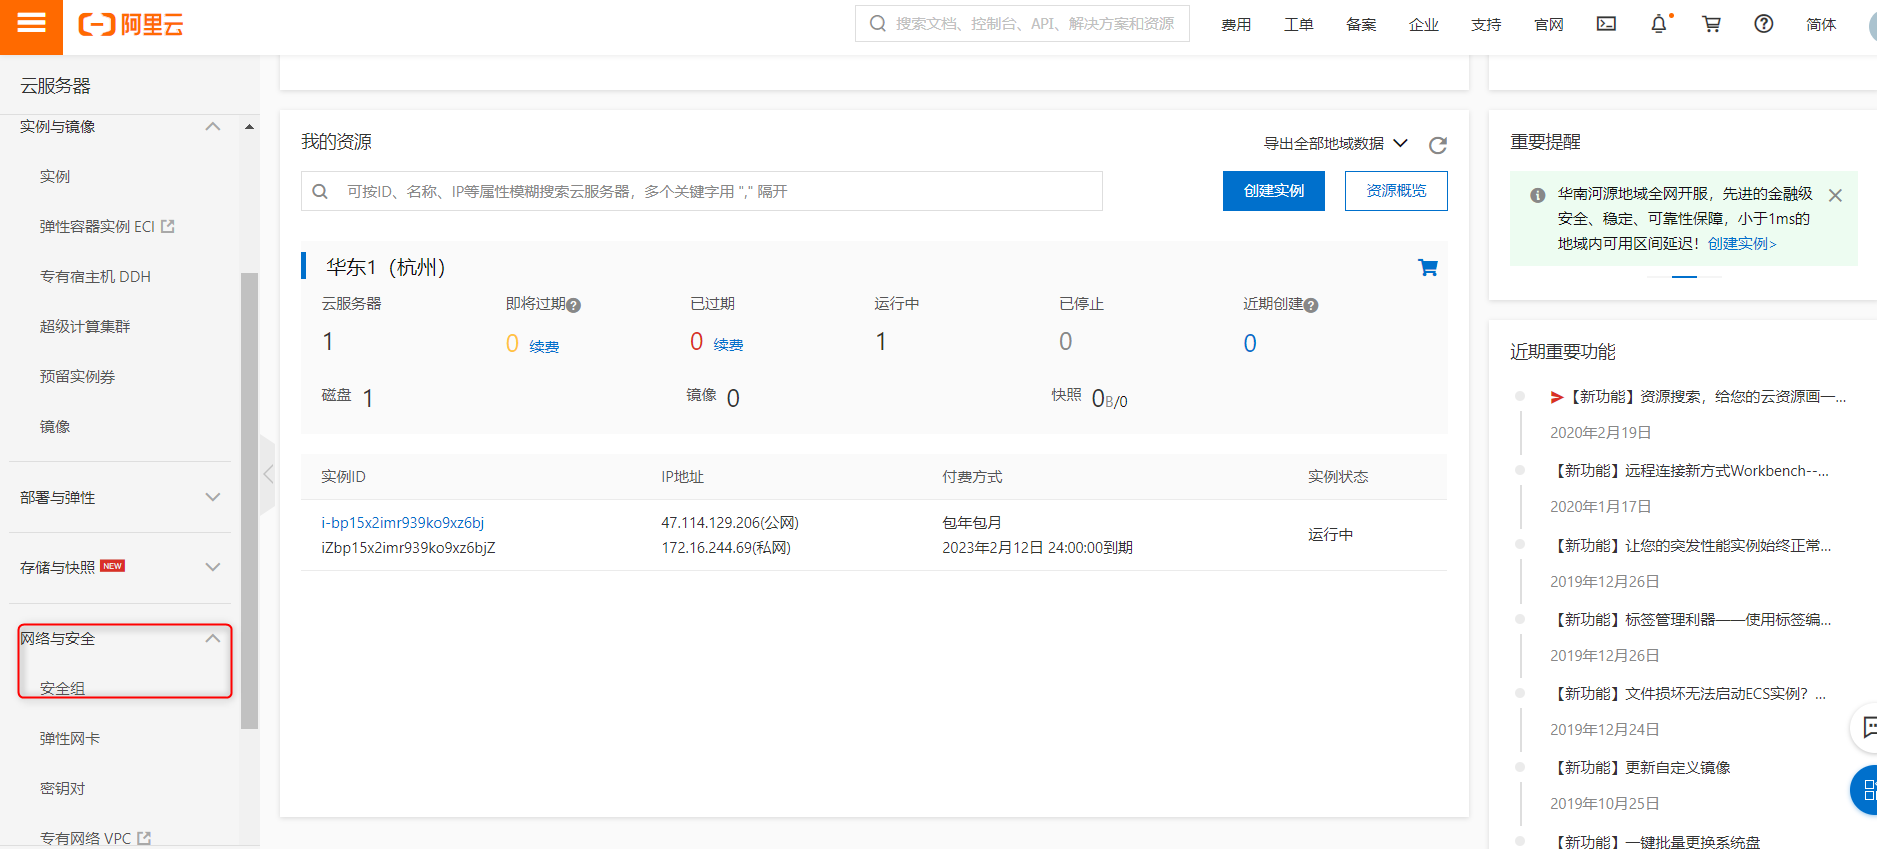 阿里云
搜索文档、控制台、API、解决方案和资源
费用
工单
备案
企业
支持
官网
简体
云服务器
实例与镜像
实例
弹性容器实例 ECI
专有宿主机 DDH
超级计算集群
预留实例券
镜像
部署与弹性
存储与快照 NEW
网络与安全
安全组
弹性网卡
密钥对
专有网络 VPC
我的资源
导出全部地域数据
可按ID、名称、IP等属性模糊搜索云服务器，多个关键字用 "," 隔开
创建实例
资源概览
华东1（杭州）
云服务器 即将过期 已过期 运行中 已停止 近期创建
1 0 续费 0 续费 1 0 0
磁盘 1 镜像 0 快照 0B/0
实例ID IP地址 付费方式 实例状态
i-bp15x2imr939ko9xz6bj 47.114.129.206(公网) 包年包月
运行中
iZbp15x2imr939ko9xz6bjZ 172.16.244.69(私网) 2023年2月12日 24:00:00到期
重要提醒
华南河源地域全网开服，先进的金融级
安全、稳定、可靠性保障，小于1ms的
地域内可用区间延迟！创建实例>
近期重要功能
【新功能】资源搜索，给您的云资源画一...
2020年2月19日
【新功能】远程连接新方式Workbench--...
2020年1月17日
【新功能】让您的突发性能实例始终正常...
2019年12月26日
【新功能】标签管理利器——使用标签编...
2019年12月26日
【新功能】文件损坏无法启动ECS实例？...
2019年12月24日
【新功能】更新自定义镜像
2019年10月25日
【新功能】一键批量更换系统盘